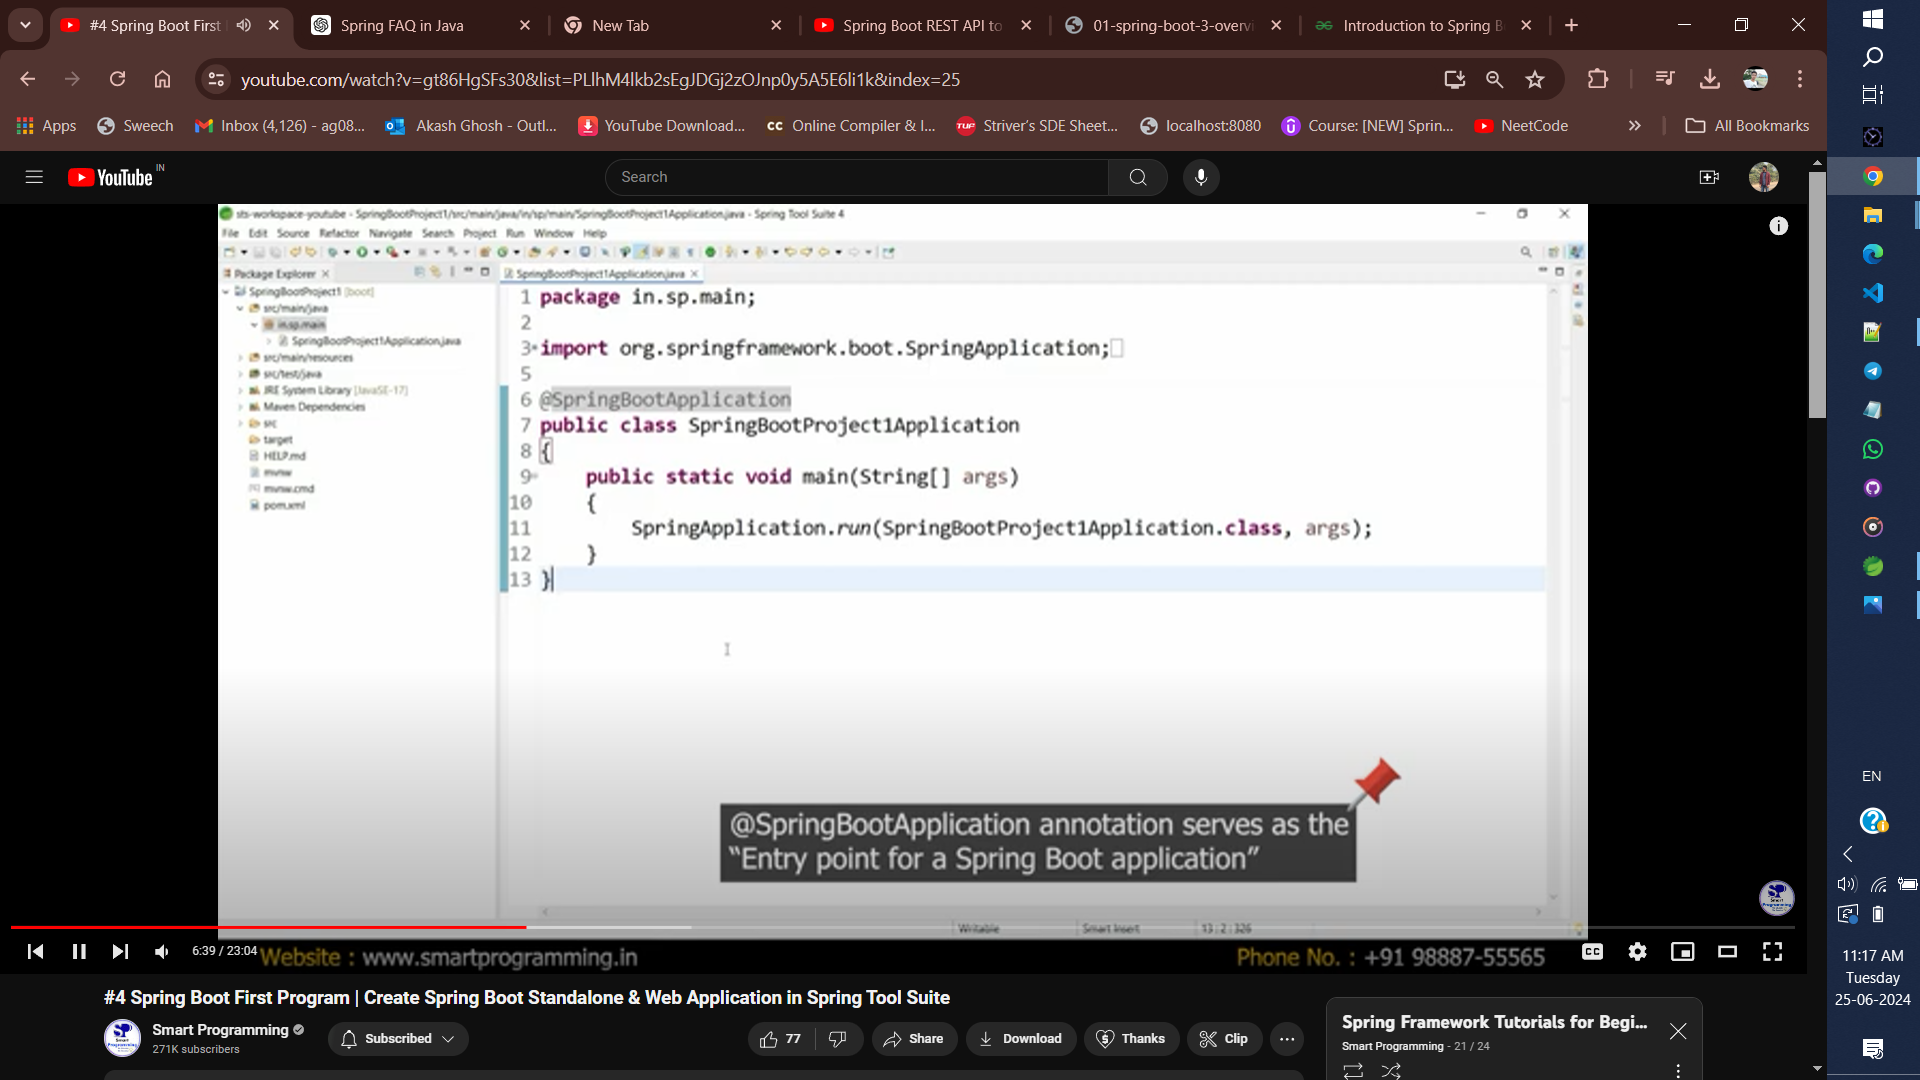 #4 Spring Boot First
Spring FAQ in Java
New Tab
Spring Boot REST API to
01-spring-boot-3-overvi
Introduction to Spring B
youtube.com/watch?v=gt86HgSFs30&list=PLlhM4lkb2sEgJDGj2zOJnp0y5A5E6li1k&index=25
Apps
Sweech
Inbox (4,126) - ag08...
Akash Ghosh - Outl...
YouTube Download...
CC Online Compiler & I...
TUF Striver's SDE Sheet...
localhost:8080
Course: [NEW] Sprin...
NeetCode
All Bookmarks
YouTube IN
Search
sts-workspace-youtube - SpringBootProject1/src/main/java/in/sp/main/SpringBootProject1Application.java - Spring Tool Suite 4
File Edit Source Refactor Navigate Search Project Run Window Help
Package Explorer
SpringBootProject1 [boot]
src/main/java
in.sp.main
SpringBootProject1Application.java
src/main/resources
src/test/java
JRE System Library [JavaSE-17]
Maven Dependencies
src
target
HELP.md
mvnw
mvnw.cmd
pom.xml
SpringBootProject1Application.java
1 package in.sp.main;
2
3 import org.springframework.boot.SpringApplication;
5
6 @SpringBootApplication
7 public class SpringBootProject1Application
8 {
9 public static void main(String[] args)
10 {
11 SpringApplication.run(SpringBootProject1Application.class, args);
12 }
13 }
@SpringBootApplication annotation serves as the
“Entry point for a Spring Boot application”
Writable
Smart Insert
13 : 2 : 326
6:39 / 23:04
Website : www.smartprogramming.in
Phone No. : +91 98887-55565
CC
#4 Spring Boot First Program | Create Spring Boot Standalone & Web Application in Spring Tool Suite
Smart Programming
271K subscribers
Subscribed
77
Share
Download
Thanks
Clip
Spring Framework Tutorials for Begi...
Smart Programming - 21 / 24
EN
11:17 AM
Tuesday
25-06-2024